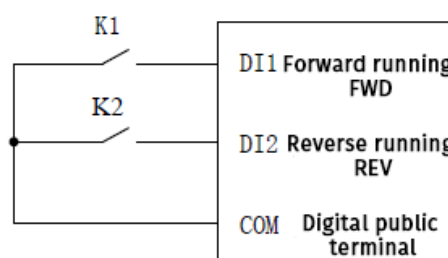 K1
DI1 Forward running
FWD
K2
DI2 Reverse running
REV
COM Digital public
terminal